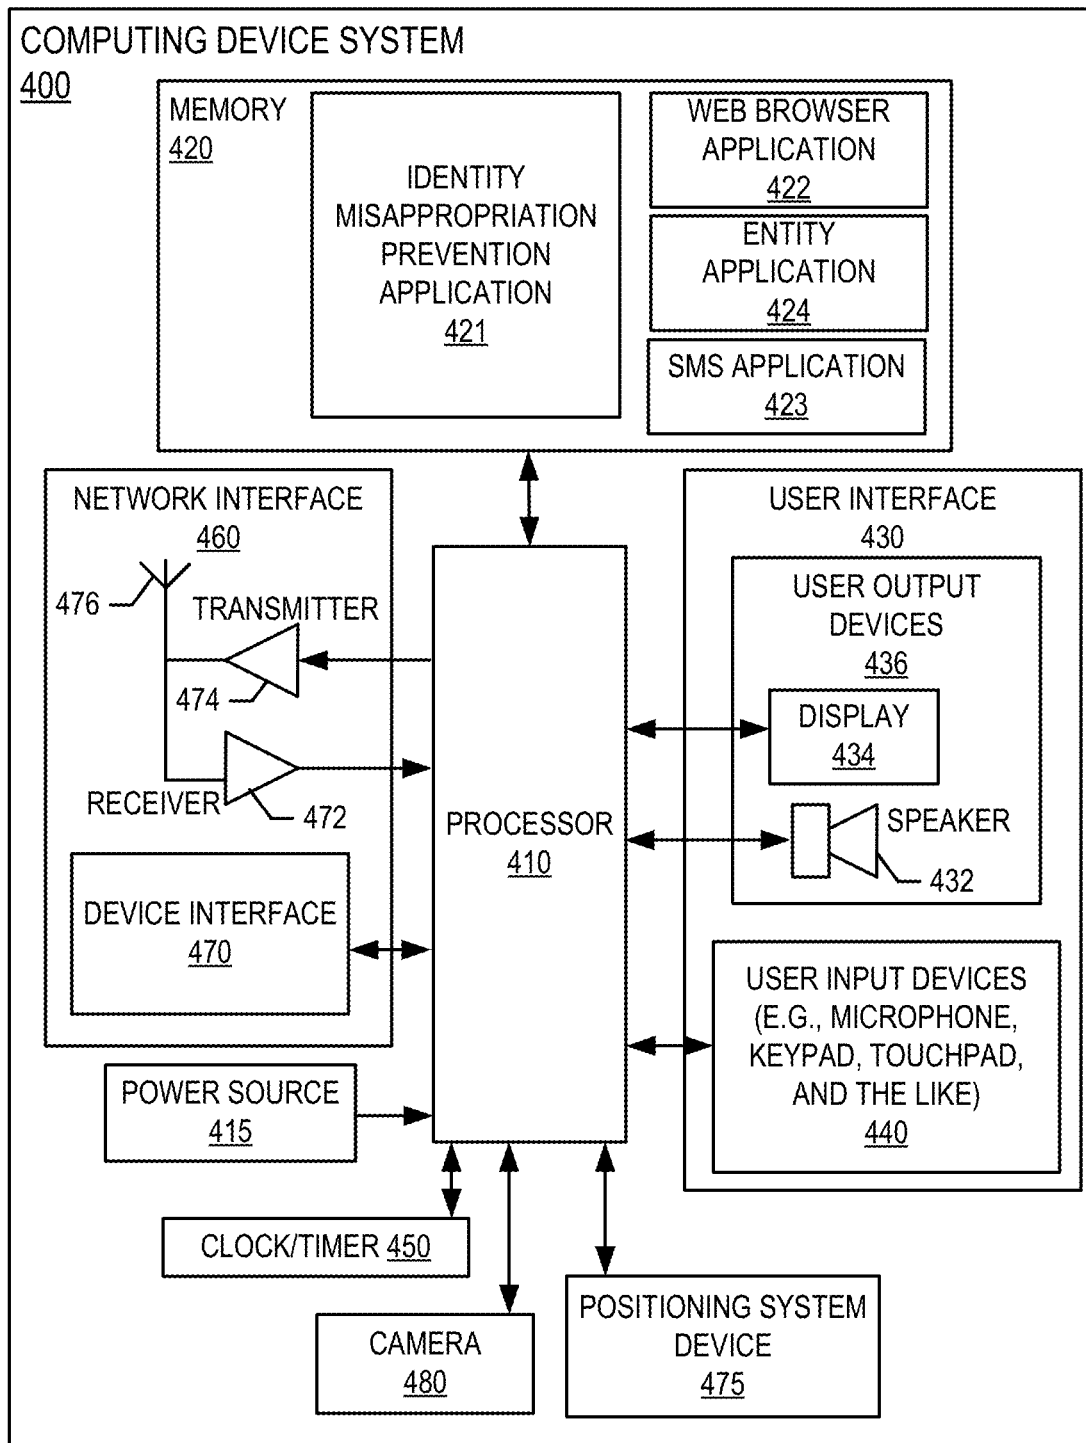 COMPUTING DEVICE SYSTEM
400
MEMORY
420
IDENTITY
MISAPPROPRIATION
PREVENTION
APPLICATION
421
WEB BROWSER
APPLICATION
422
ENTITY
APPLICATION
424
SMS APPLICATION
423
NETWORK INTERFACE
460
476
TRANSMITTER
474
RECEIVER
472
DEVICE INTERFACE
470
POWER SOURCE
415
PROCESSOR
410
USER INTERFACE
430
USER OUTPUT
DEVICES
436
DISPLAY
434
SPEAKER
432
USER INPUT DEVICES
(E.G., MICROPHONE,
KEYPAD, TOUCHPAD,
AND THE LIKE)
440
CLOCK/TIMER 450
CAMERA
480
POSITIONING SYSTEM
DEVICE
475